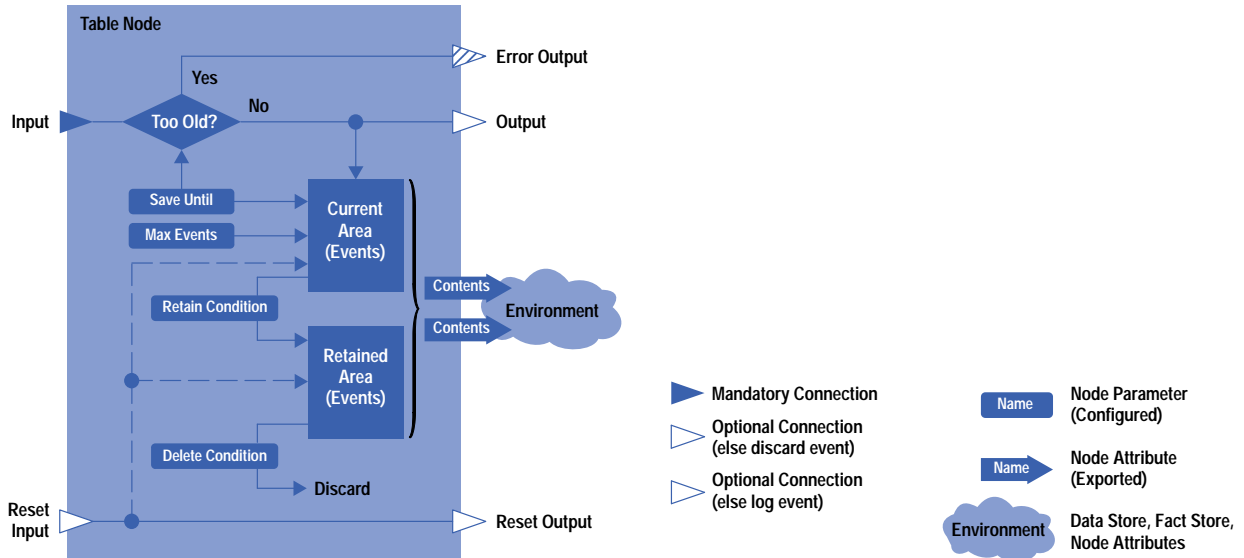 Table Node
Error Output
Yes
Input
Too Old?
No
Output
Save Until
Max Events
Current
Area
(Events)
Retain Condition
Contents
Contents
Environment
Retained
Area
(Events)
Delete Condition
Discard
Reset
Input
Reset Output
Mandatory Connection
Optional Connection
(else discard event)
Optional Connection
(else log event)
Name
Node Parameter
(Configured)
Name
Node Attribute
(Exported)
Environment
Data Store, Fact Store,
Node Attributes